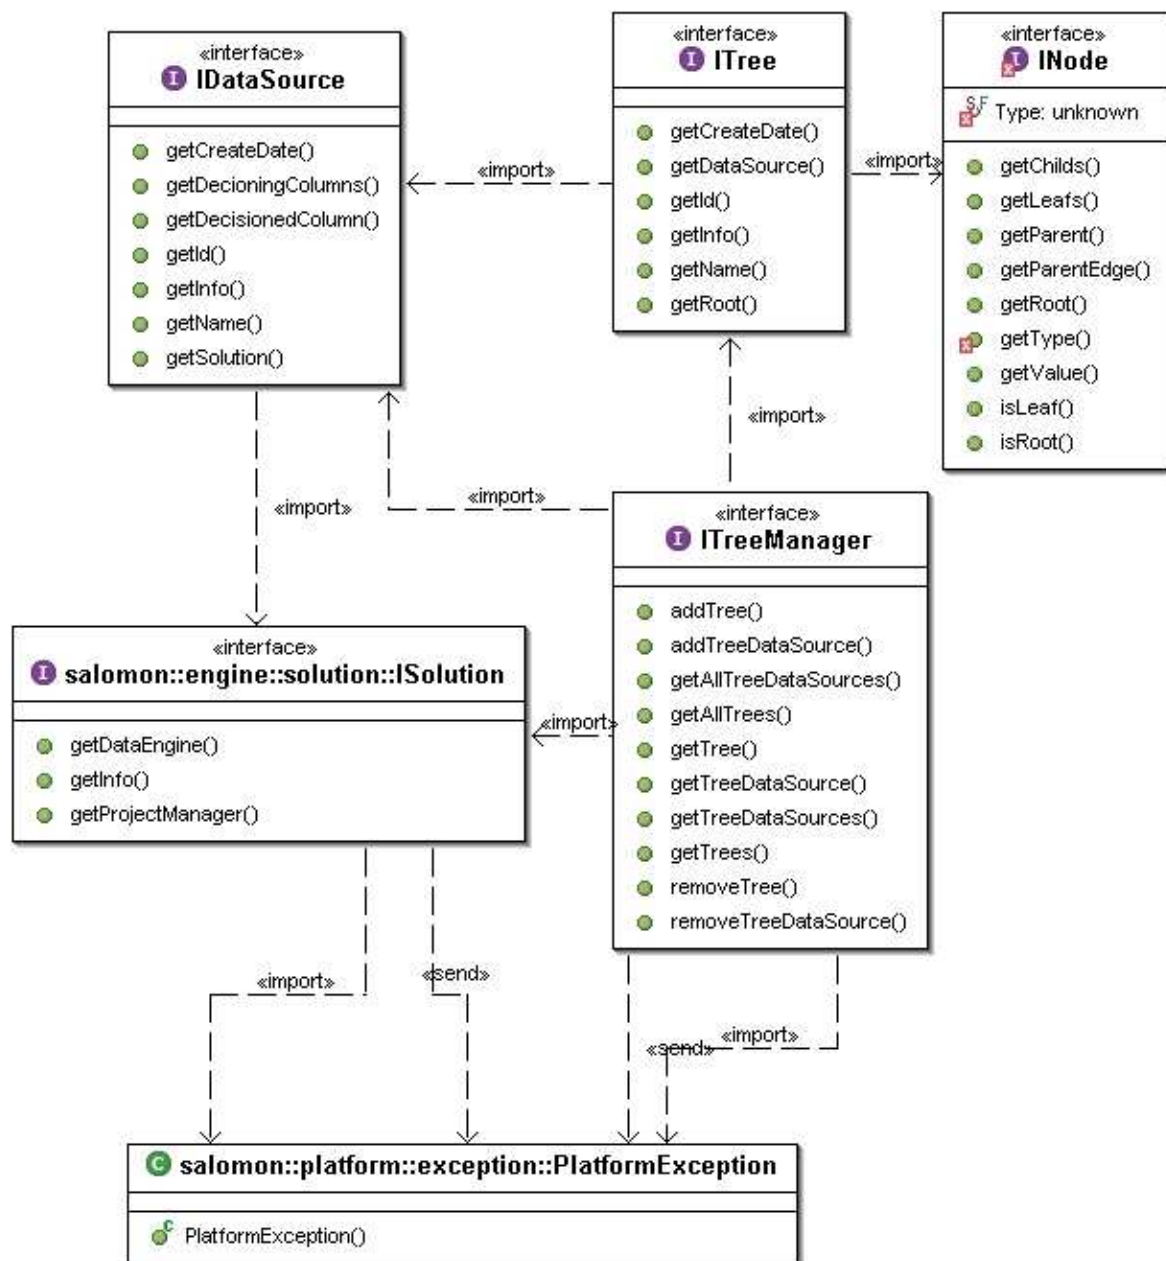 «interface»
IDataSource
getCreateDate()
getDecioningColumns()
getDecisionedColumn()
getId()
getInfo()
getName()
getSolution()
«import»
«interface»
ITree
getCreateDate()
getDataSource()
getId()
getInfo()
getName()
getRoot()
«import»
«interface»
INode
S,F
Type: unknown
getChilds()
getLeafs()
getParent()
getParentEdge()
getRoot()
getType()
getValue()
isLeaf()
isRoot()
«import»
«import»
«import»
«interface»
ITreeManager
addTree()
addTreeDataSource()
getAllTreeDataSources()
getAllTrees()
getTree()
getTreeDataSource()
getTreeDataSources()
getTrees()
removeTree()
removeTreeDataSource()
«interface»
salomon::engine::solution::ISolution
getDataEngine()
getInfo()
getProjectManager()
«import»
«import»
«send»
«send»
«import»
C salomon::platform::exception::PlatformException
C
PlatformException()